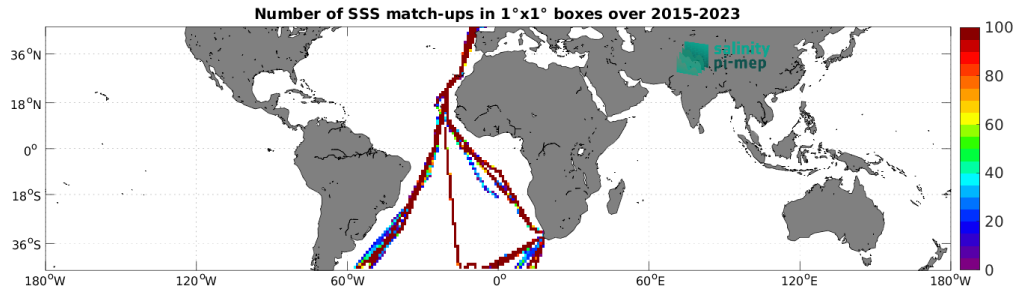 Number of SSS match-ups in 1°x1° boxes over 2015-2023
salinity
pi-mep
36°N
18°N
0°
18°S
36°S
180°W
120°W
60°W
0°
60°E
120°E
180°W
100
80
60
40
20
0